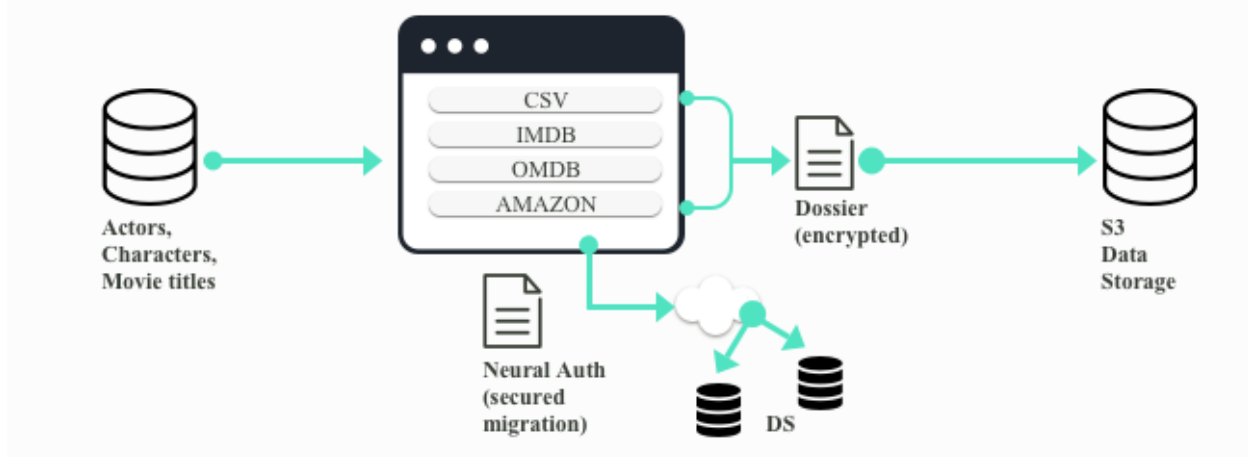 CSV
IMDB
OMDB
AMAZON
Actors,
Characters,
Movie titles
Dossier
(encrypted)
S3
Data
Storage
Neural Auth
(secured
migration)
DS